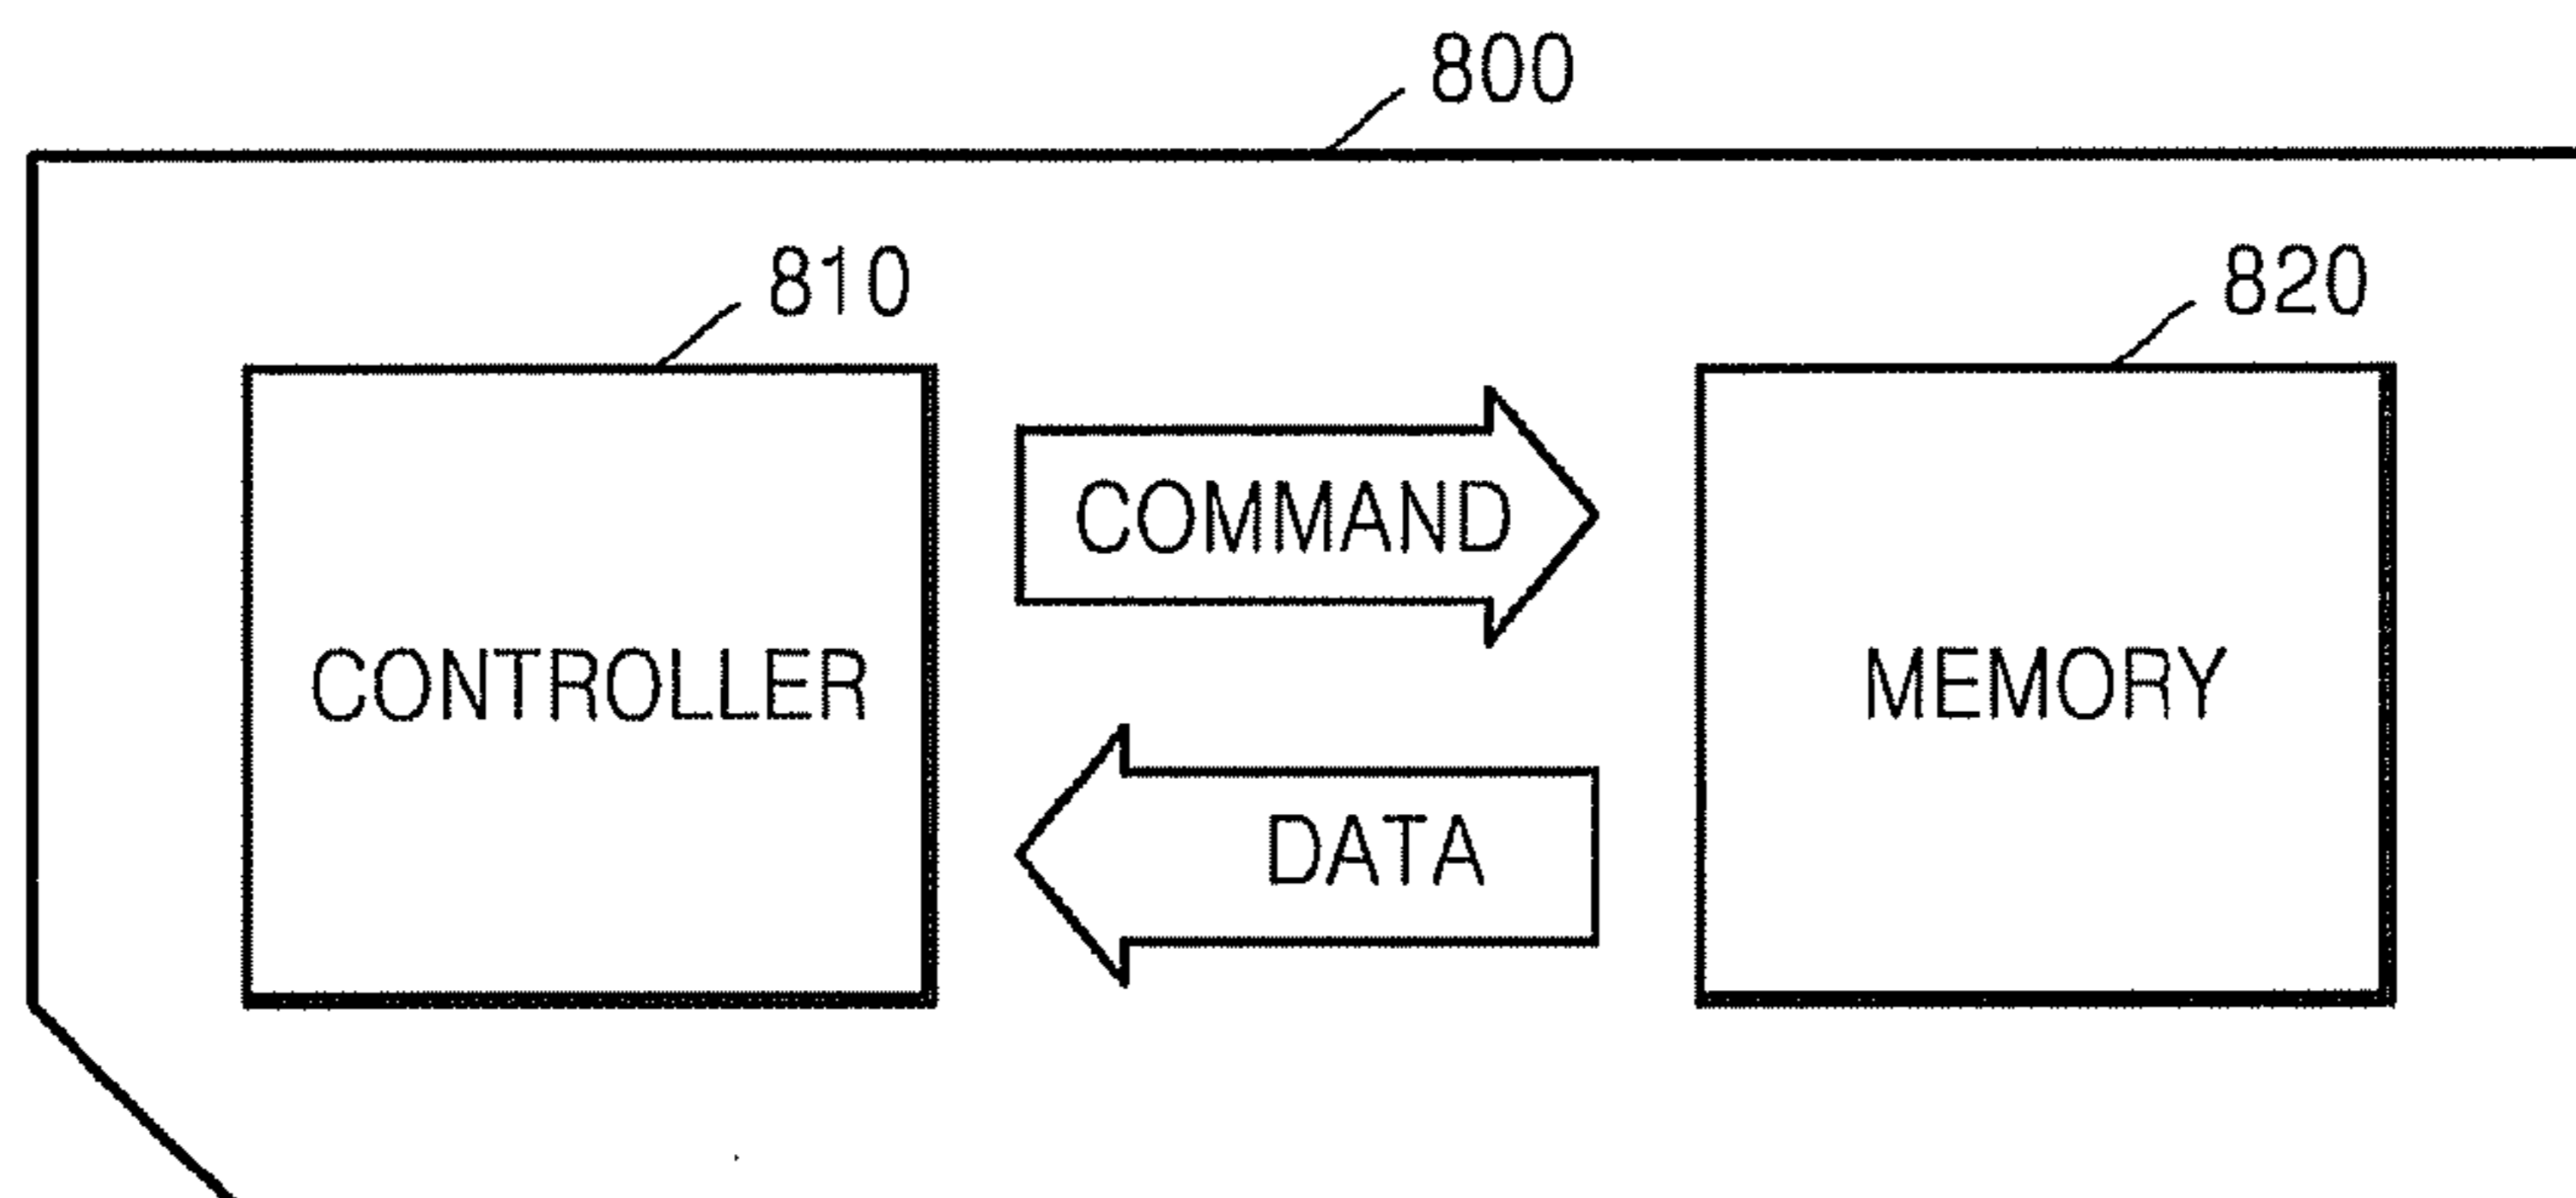 800
810
820
COMMAND
CONTROLLER
MEMORY
DATA